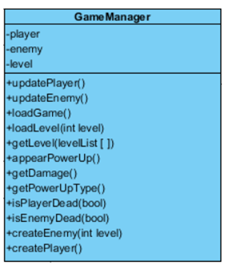 GameManager
-player
-enemy
-level
+updatePlayer()
+updateEnemy()
+loadGame()
+loadLevel(int level)
+getLevel(levelList [ ])
+appearPowerUp()
+getDamage()
+getPowerUpType()
+isPlayerDead(bool)
+isEnemyDead(bool)
+createEnemy(int level)
+createPlayer()